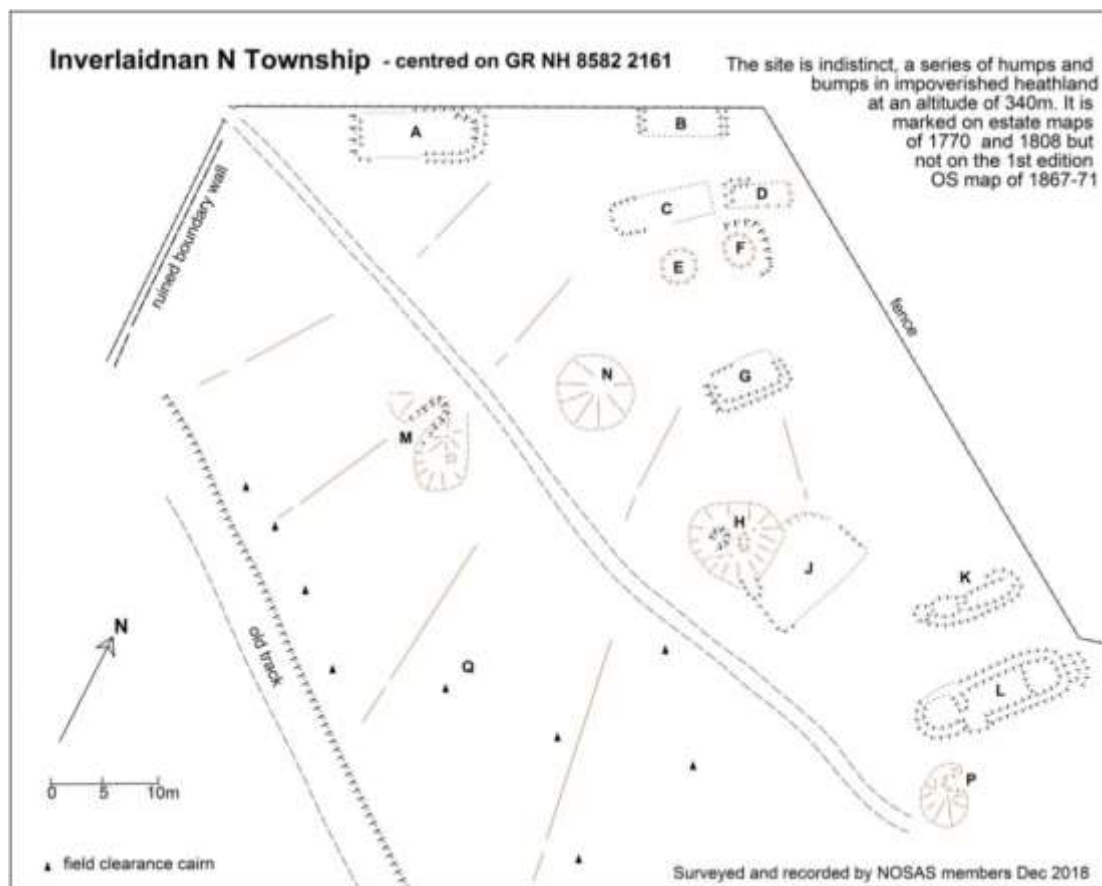 Inverlaidnan N Township - centred on GR NH 8582 2161
The site is indistinct, a series of humps and
bumps in impoverished heathland
at an altitude of 340m. It is
marked on estate maps
of 1770 and 1808 but
not on the 1st edition
OS map of 1867-71
A
B
C
D
E
F
ruined boundary wall
fence
N
G
M
H
J
K
L
P
Q
old track
N
0 5 10m
field clearance cairn
Surveyed and recorded by NOSAS members Dec 2018